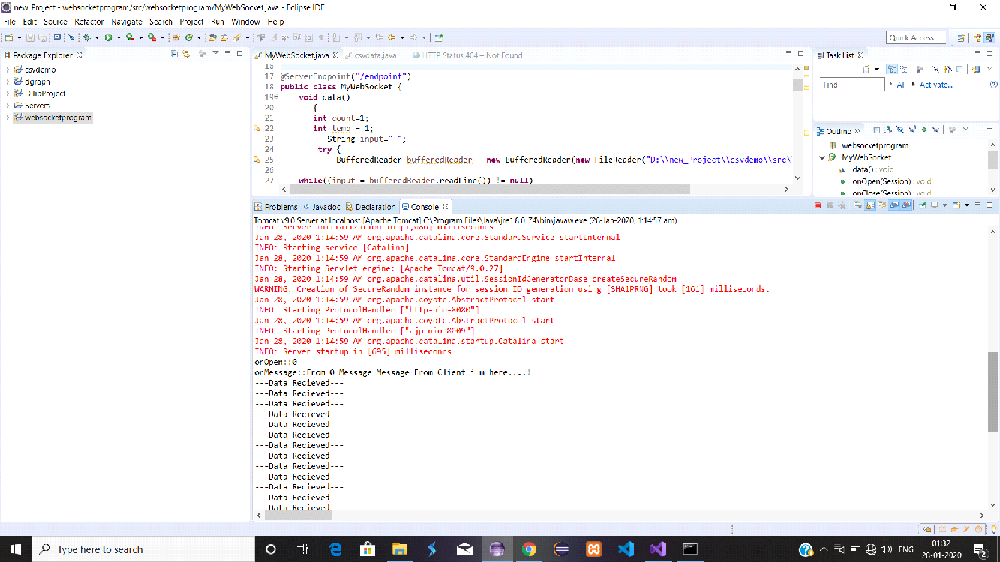 new_Project - websocketprogram/src/websocketprogram/MyWebSocket.java - Eclipse IDE
File Edit Source Refactor Navigate Search Project Run Window Help
Quick Access
Package Explorer
csvdemo
dgraph
DilipProject
Servers
websocketprogram
MyWebSocket.java csvdata.java HTTP Status 404 – Not Found
16
17 @ServerEndpoint("/endpoint")
18 public class MyWebSocket {
19 void data()
20 {
21 int count=1;
22 int temp = 1;
23 String input=" ";
24 try {
25 BufferedReader bufferedReader = new BufferedReader(new FileReader("D:\\new_Project\\csvdemo\\src\
26
27 while((input = bufferedReader.readLine()) != null)
Task List
Find All Activate...
Outline
websocketprogram
MyWebSocket
data() : void
onOpen(Session) : void
onClose(Session) : void
Problems Javadoc Declaration Console
Tomcat v9.0 Server at localhost [Apache Tomcat] C:\Program Files\Java\jre1.8.0_74\bin\javaw.exe (28-Jan-2020, 1:14:57 am)
INFO: Server initialization in [1,080] milliseconds
Jan 28, 2020 1:14:59 AM org.apache.catalina.core.StandardService startInternal
INFO: Starting service [Catalina]
Jan 28, 2020 1:14:59 AM org.apache.catalina.core.StandardEngine startInternal
INFO: Starting Servlet engine: [Apache Tomcat/9.0.27]
Jan 28, 2020 1:14:59 AM org.apache.catalina.util.SessionIdGeneratorBase createSecureRandom
WARNING: Creation of SecureRandom instance for session ID generation using [SHA1PRNG] took [161] milliseconds.
Jan 28, 2020 1:14:59 AM org.apache.coyote.AbstractProtocol start
INFO: Starting ProtocolHandler ["http-nio-8080"]
Jan 28, 2020 1:14:59 AM org.apache.coyote.AbstractProtocol start
INFO: Starting ProtocolHandler ["ajp-nio-8009"]
Jan 28, 2020 1:14:59 AM org.apache.catalina.startup.Catalina start
INFO: Server startup in [695] milliseconds
onOpen::0
onMessage::From 0 Message Message From Client i m here....!
---Data Recieved---
---Data Recieved---
---Data Recieved---
---Data Recieved---
---Data Recieved---
---Data Recieved---
---Data Recieved---
---Data Recieved---
---Data Recieved---
---Data Recieved---
---Data Recieved---
---Data Recieved---
---Data Recieved---
Type here to search
ENG
01:32
28-01-2020
2